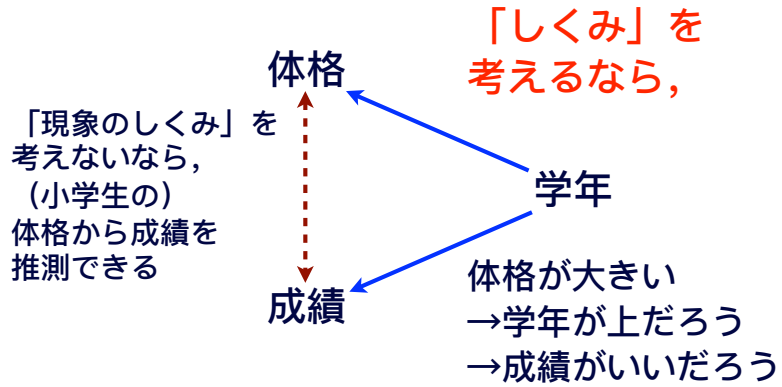 「しくみ」を
考えるなら，
体格
「現象のしくみ」を
考えないなら，
（小学生の）
体格から成績を
推測できる
学年
成績
体格が大きい
→学年が上だろう
→成績がいいだろう